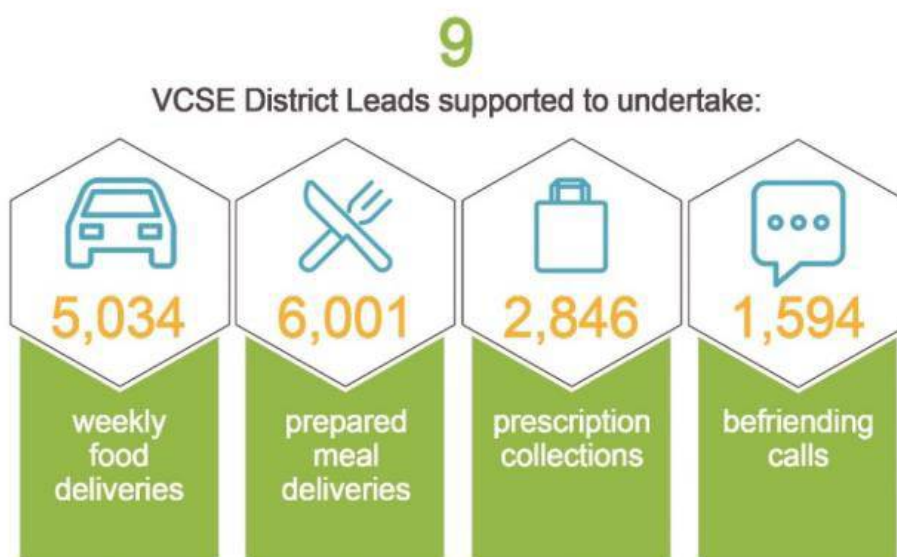 9
VCSE District Leads supported to undertake:
5,034
weekly
food
deliveries
6,001
prepared
meal
deliveries
2,846
prescription
collections
1,594
befriending
calls